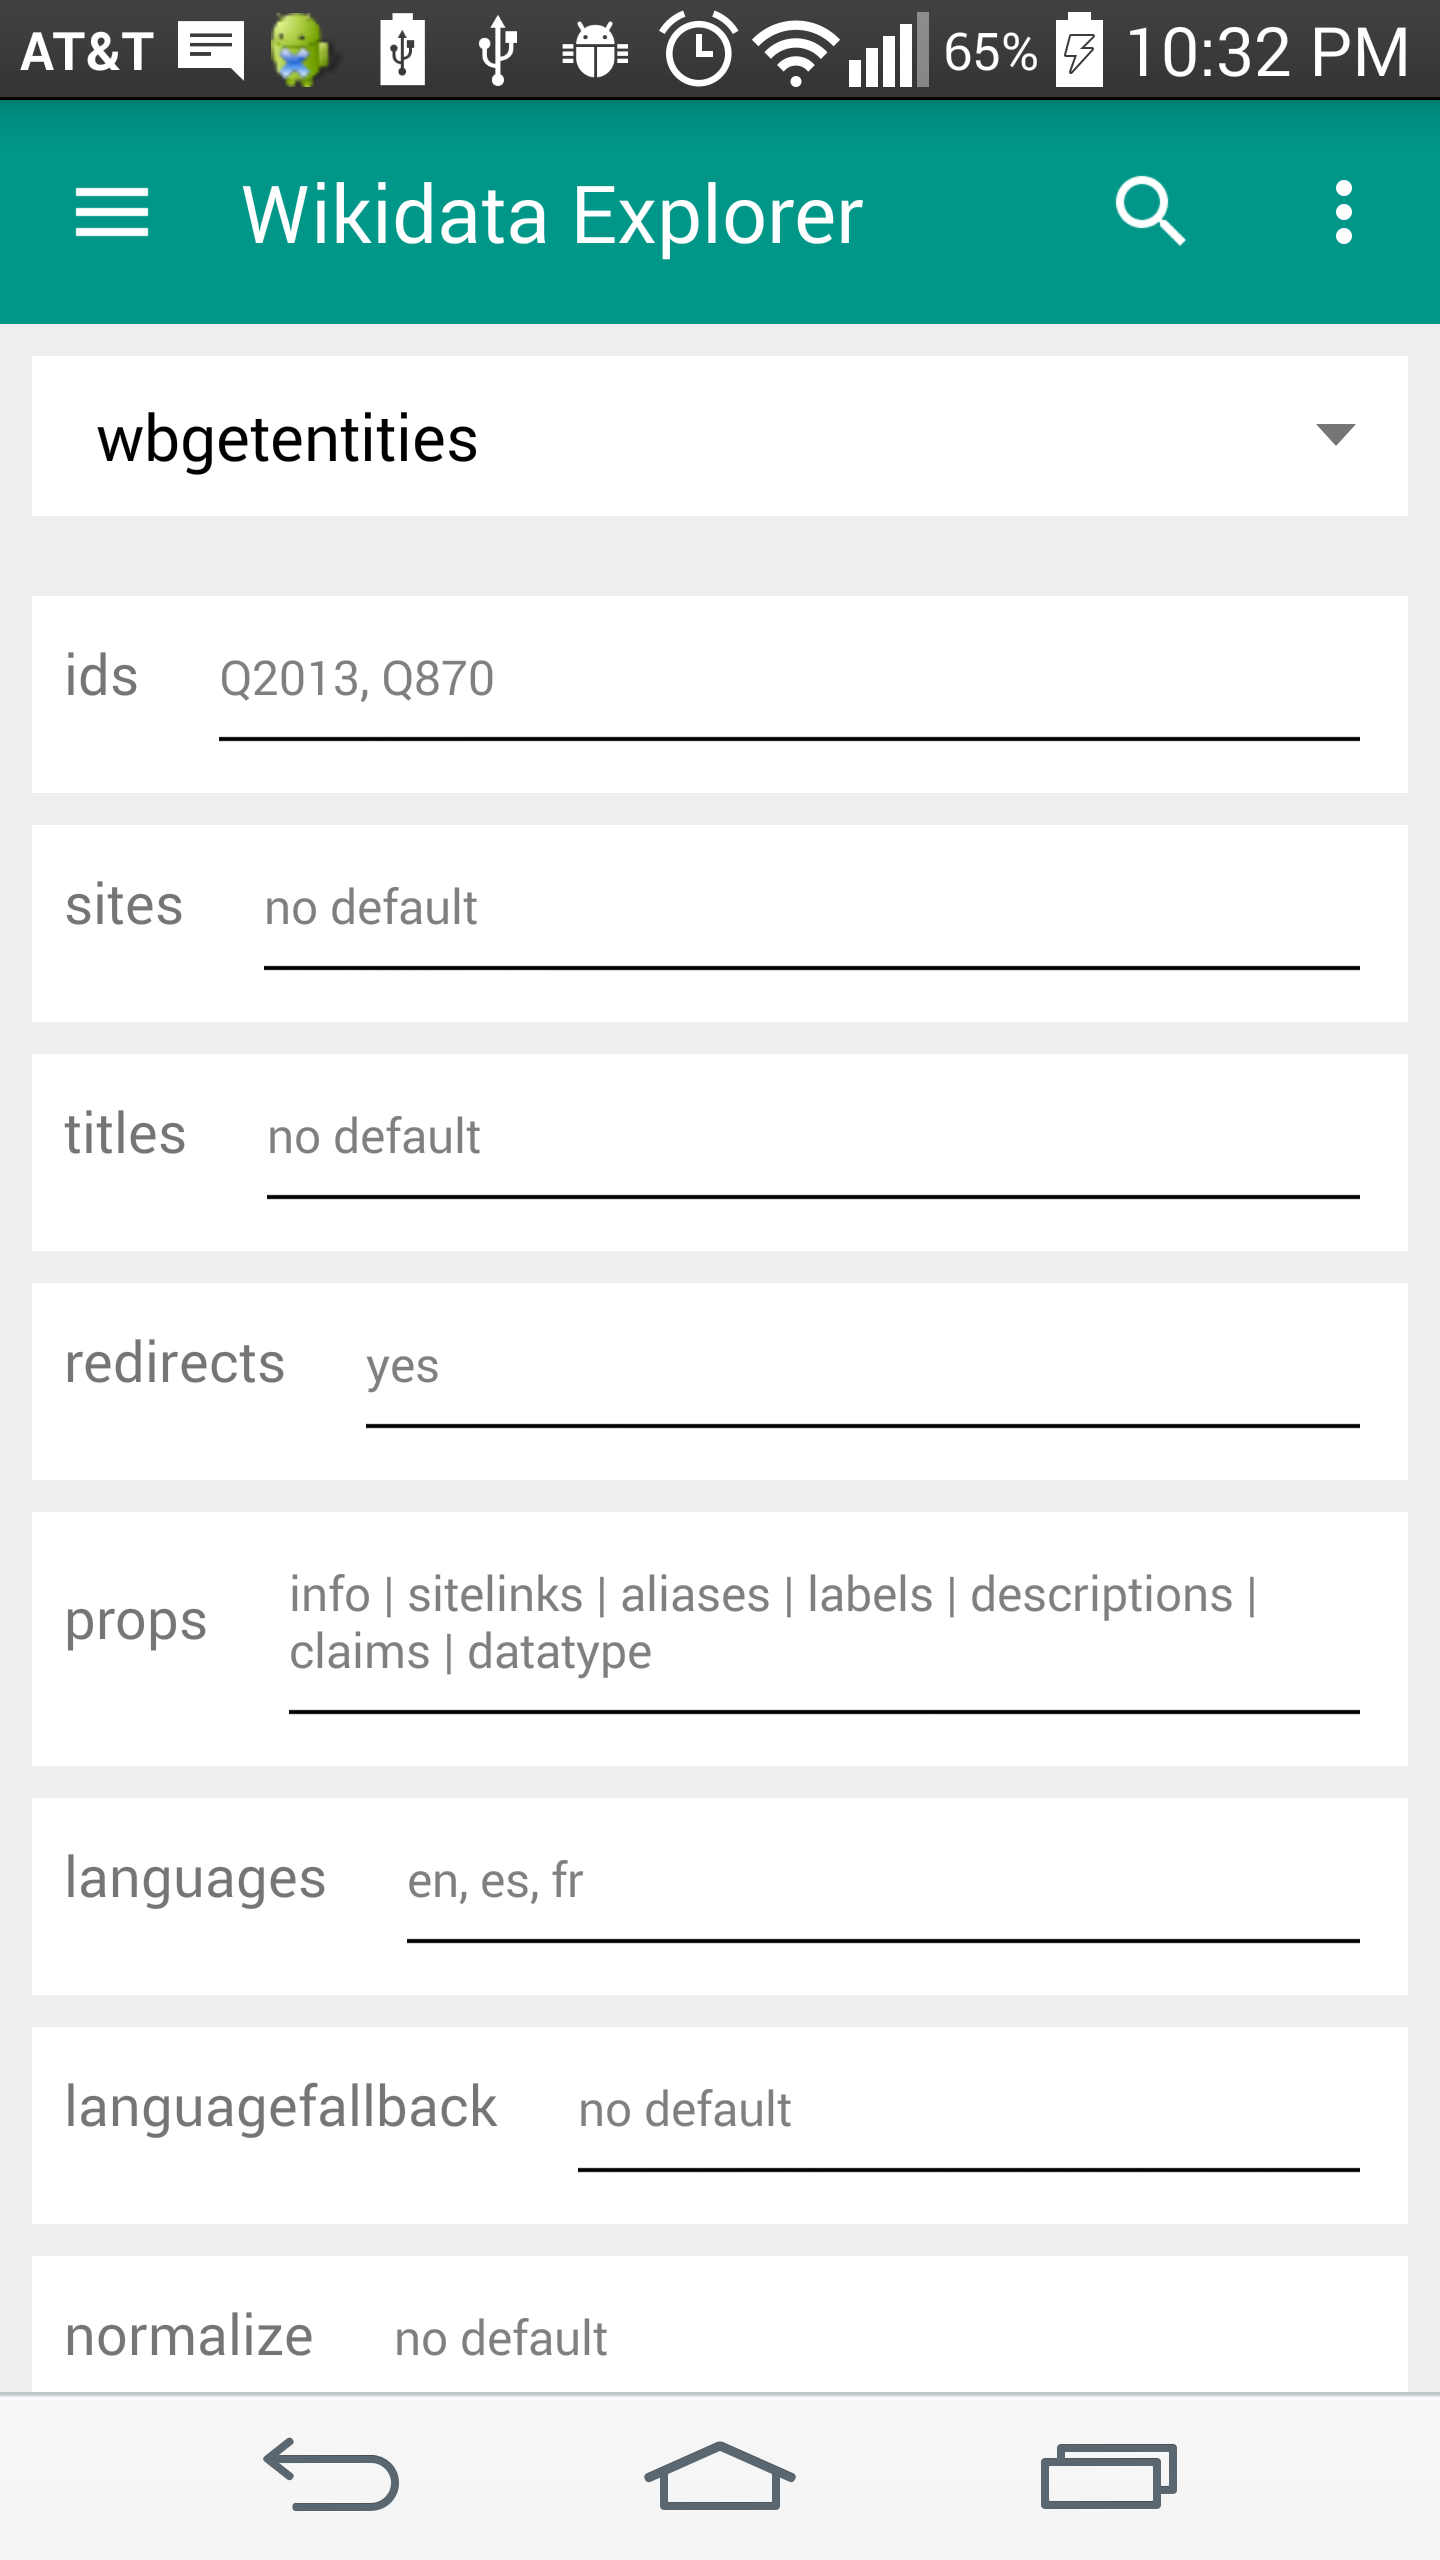 AT&T 65% 10:32 PM
Wikidata Explorer
wbgetentities
ids Q2013, Q870
sites no default
titles no default
redirects yes
props info | sitelinks | aliases | labels | descriptions |
claims | datatype
languages en, es, fr
languagefallback no default
normalize no default